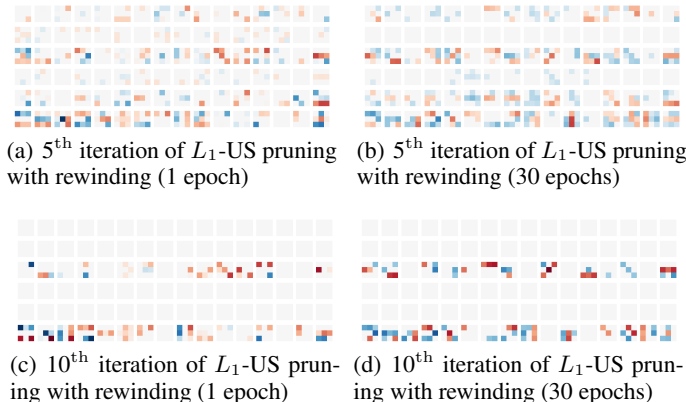 (a) 5th iteration of L1-US pruning
with rewinding (1 epoch)
(b) 5th iteration of L1-US pruning
with rewinding (30 epochs)
(c) 10th iteration of L1-US prun-
ing with rewinding (1 epoch)
(d) 10th iteration of L1-US prun-
ing with rewinding (30 epochs)